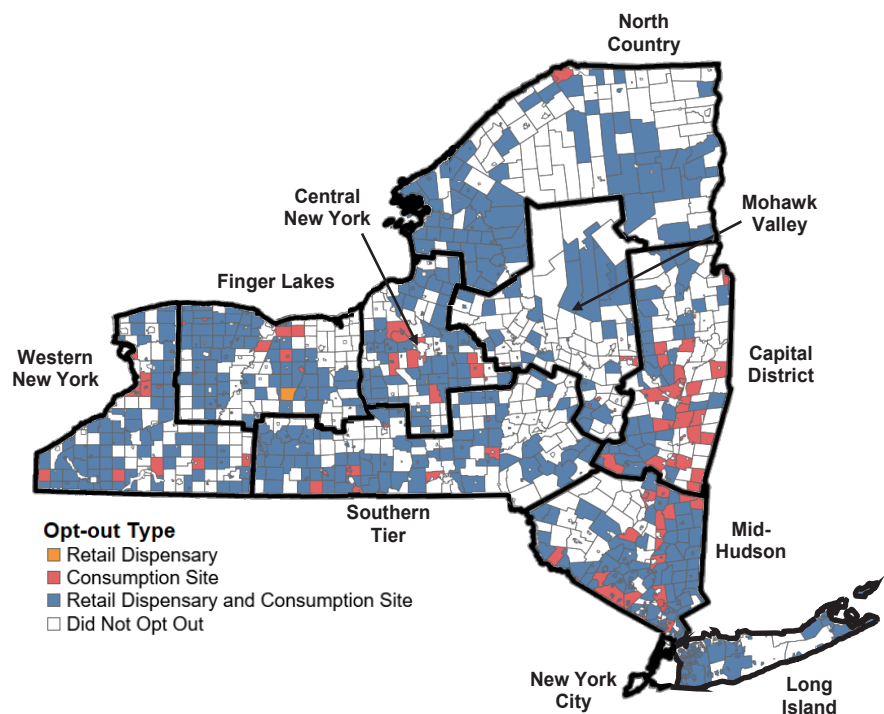 North
Country
Central
New York
Mohawk
Valley
Finger Lakes
Western
New York
Capital
District
Southern
Tier
Opt-out Type
Retail Dispensary
Consumption Site
Retail Dispensary and Consumption Site
Did Not Opt Out
Mid-
Hudson
New York
City
Long
Island